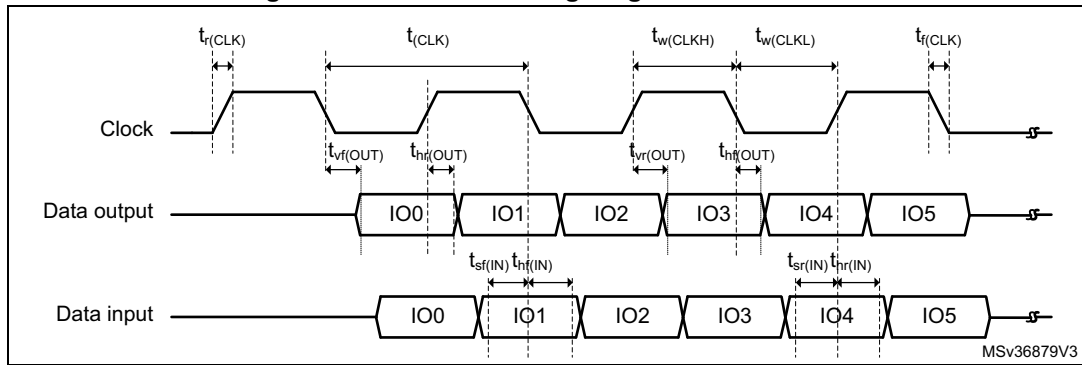 tr(CLK) t(CLK) tw(CLKH) tw(CLKL) tf(CLK)
Clock
tvf(OUT) thr(OUT) tvr(OUT) thf(OUT)
Data output IO0 IO1 IO2 IO3 IO4 IO5
tsf(IN) thf(IN) tsr(IN) thr(IN)
Data input IO0 IO1 IO2 IO3 IO4 IO5
MSv36879V3